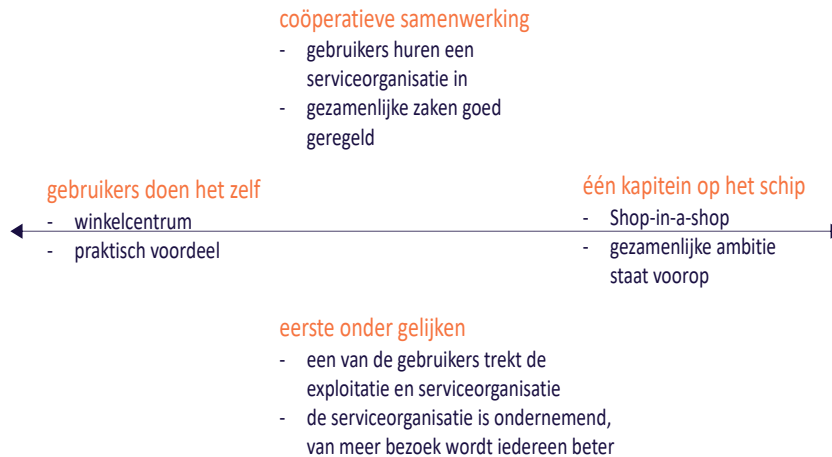 coöperatieve samenwerking
- gebruikers huren een
serviceorganisatie in
- gezamenlijke zaken goed
geregeld
gebruikers doen het zelf
- winkelcentrum
- praktisch voordeel
één kapitein op het schip
- Shop-in-a-shop
- gezamenlijke ambitie
staat voorop
eerste onder gelijken
- een van de gebruikers trekt de
exploitatie en serviceorganisatie
- de serviceorganisatie is ondernemend,
van meer bezoek wordt iedereen beter